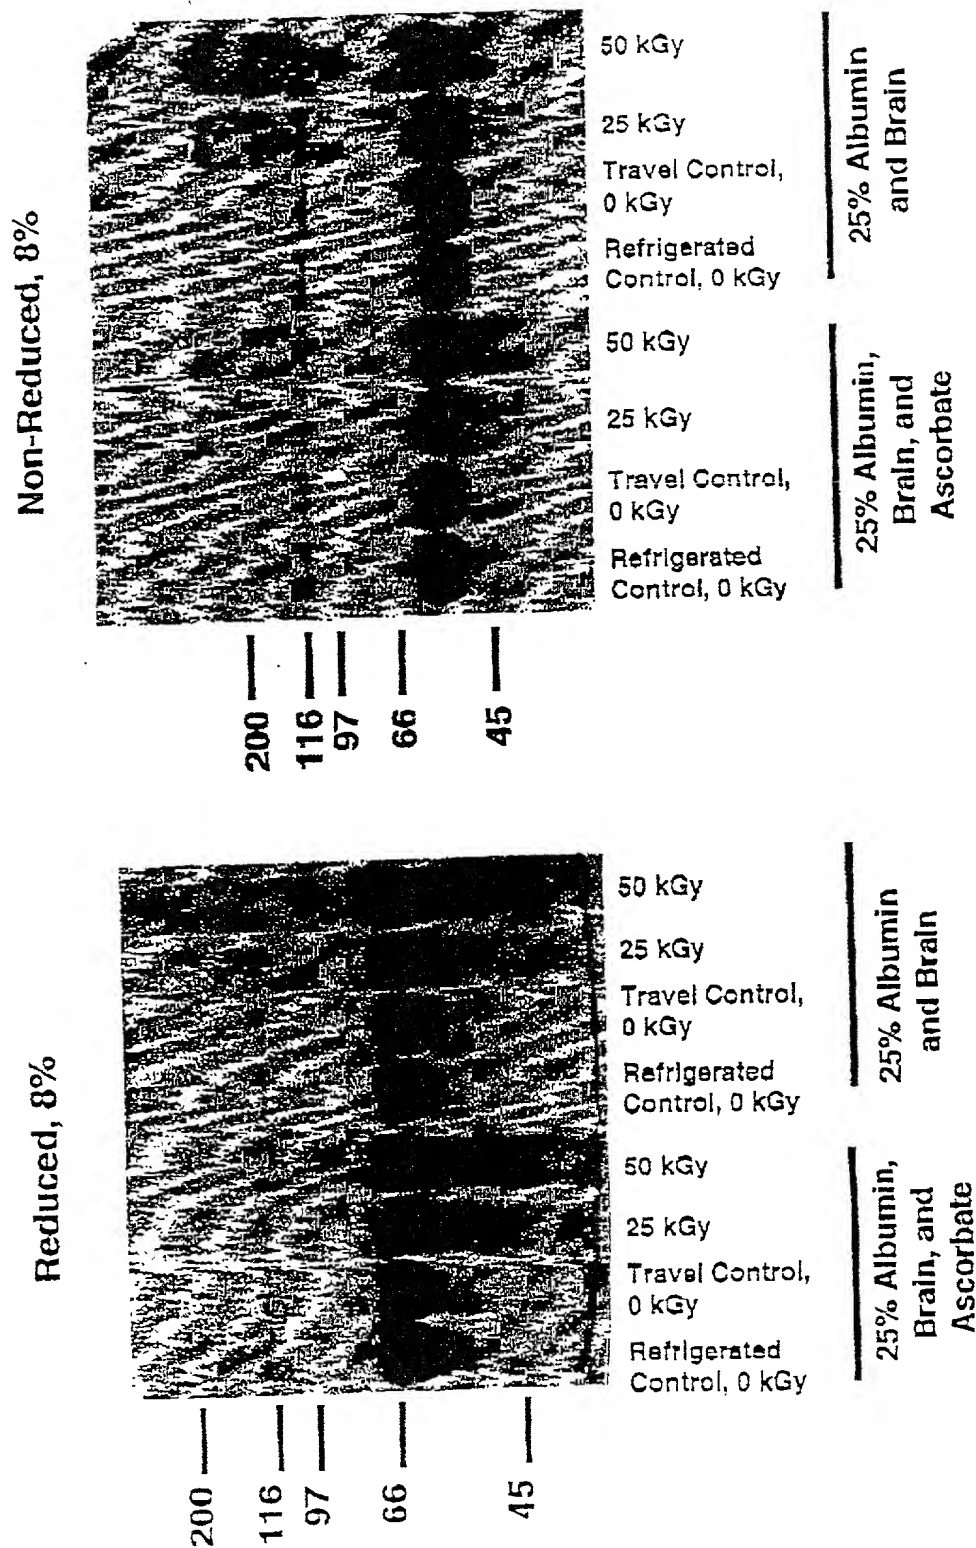 Non-Reduced, 8%
200
116
97
66
45
50 kGy
25 kGy
Travel Control,
0 kGy
Refrigerated
Control, 0 kGy
50 kGy
25 kGy
Travel Control,
0 kGy
Refrigerated
Control, 0 kGy
25% Albumin
and Brain
25% Albumin,
Brain, and
Ascorbate
Reduced, 8%
200
116
97
66
45
50 kGy
25 kGy
Travel Control,
0 kGy
Refrigerated
Control, 0 kGy
50 kGy
25 kGy
Travel Control,
0 kGy
Refrigerated
Control, 0 kGy
25% Albumin
and Brain
25% Albumin,
Brain, and
Ascorbate